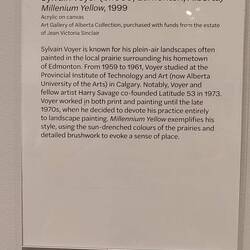 Millenium Yellow, 1999
Acrylic on canvas
Art Gallery of Alberta Collection, purchased with funds from the estate
of Jean Victoria Sinclair
Sylvain Voyer is known for his plein-air landscapes often
painted in the local prairie surrounding his hometown
of Edmonton. From 1959 to 1961, Voyer studied at the
Provincial Institute of Technology and Art (now Alberta
University of the Arts) in Calgary. Notably, Voyer and
fellow artist Harry Savage co-founded Latitude 53 in 1973.
Voyer worked in both print and painting until the late
1970s, when he decided to devote his practice entirely
to landscape painting. Millenium Yellow exemplifies his
style, using the sun-drenched colours of the prairies and
detailed brushwork to evoke a sense of place.